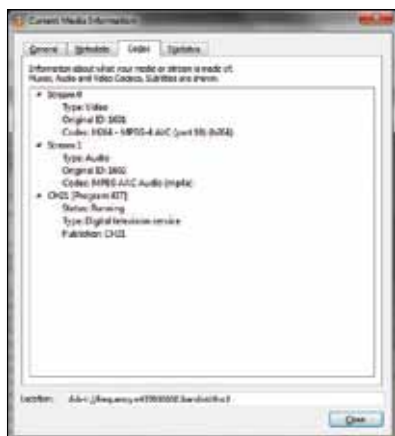 Current Media Information
General Metadata Codec Statistics
Information about what your media or stream is made of.
Muxer, Audio and Video Codecs, Subtitles are shown.
Stream 0
Type: Video
Original ID: 1601
Codec: H264 - MPEG-4 AVC (part 10) (h264)
Stream 1
Type: Audio
Original ID: 1602
Codec: MPEG AAC Audio (mp4a)
[Program
Status: Running
Type: Digital television service
Publisher:
Location:
Close